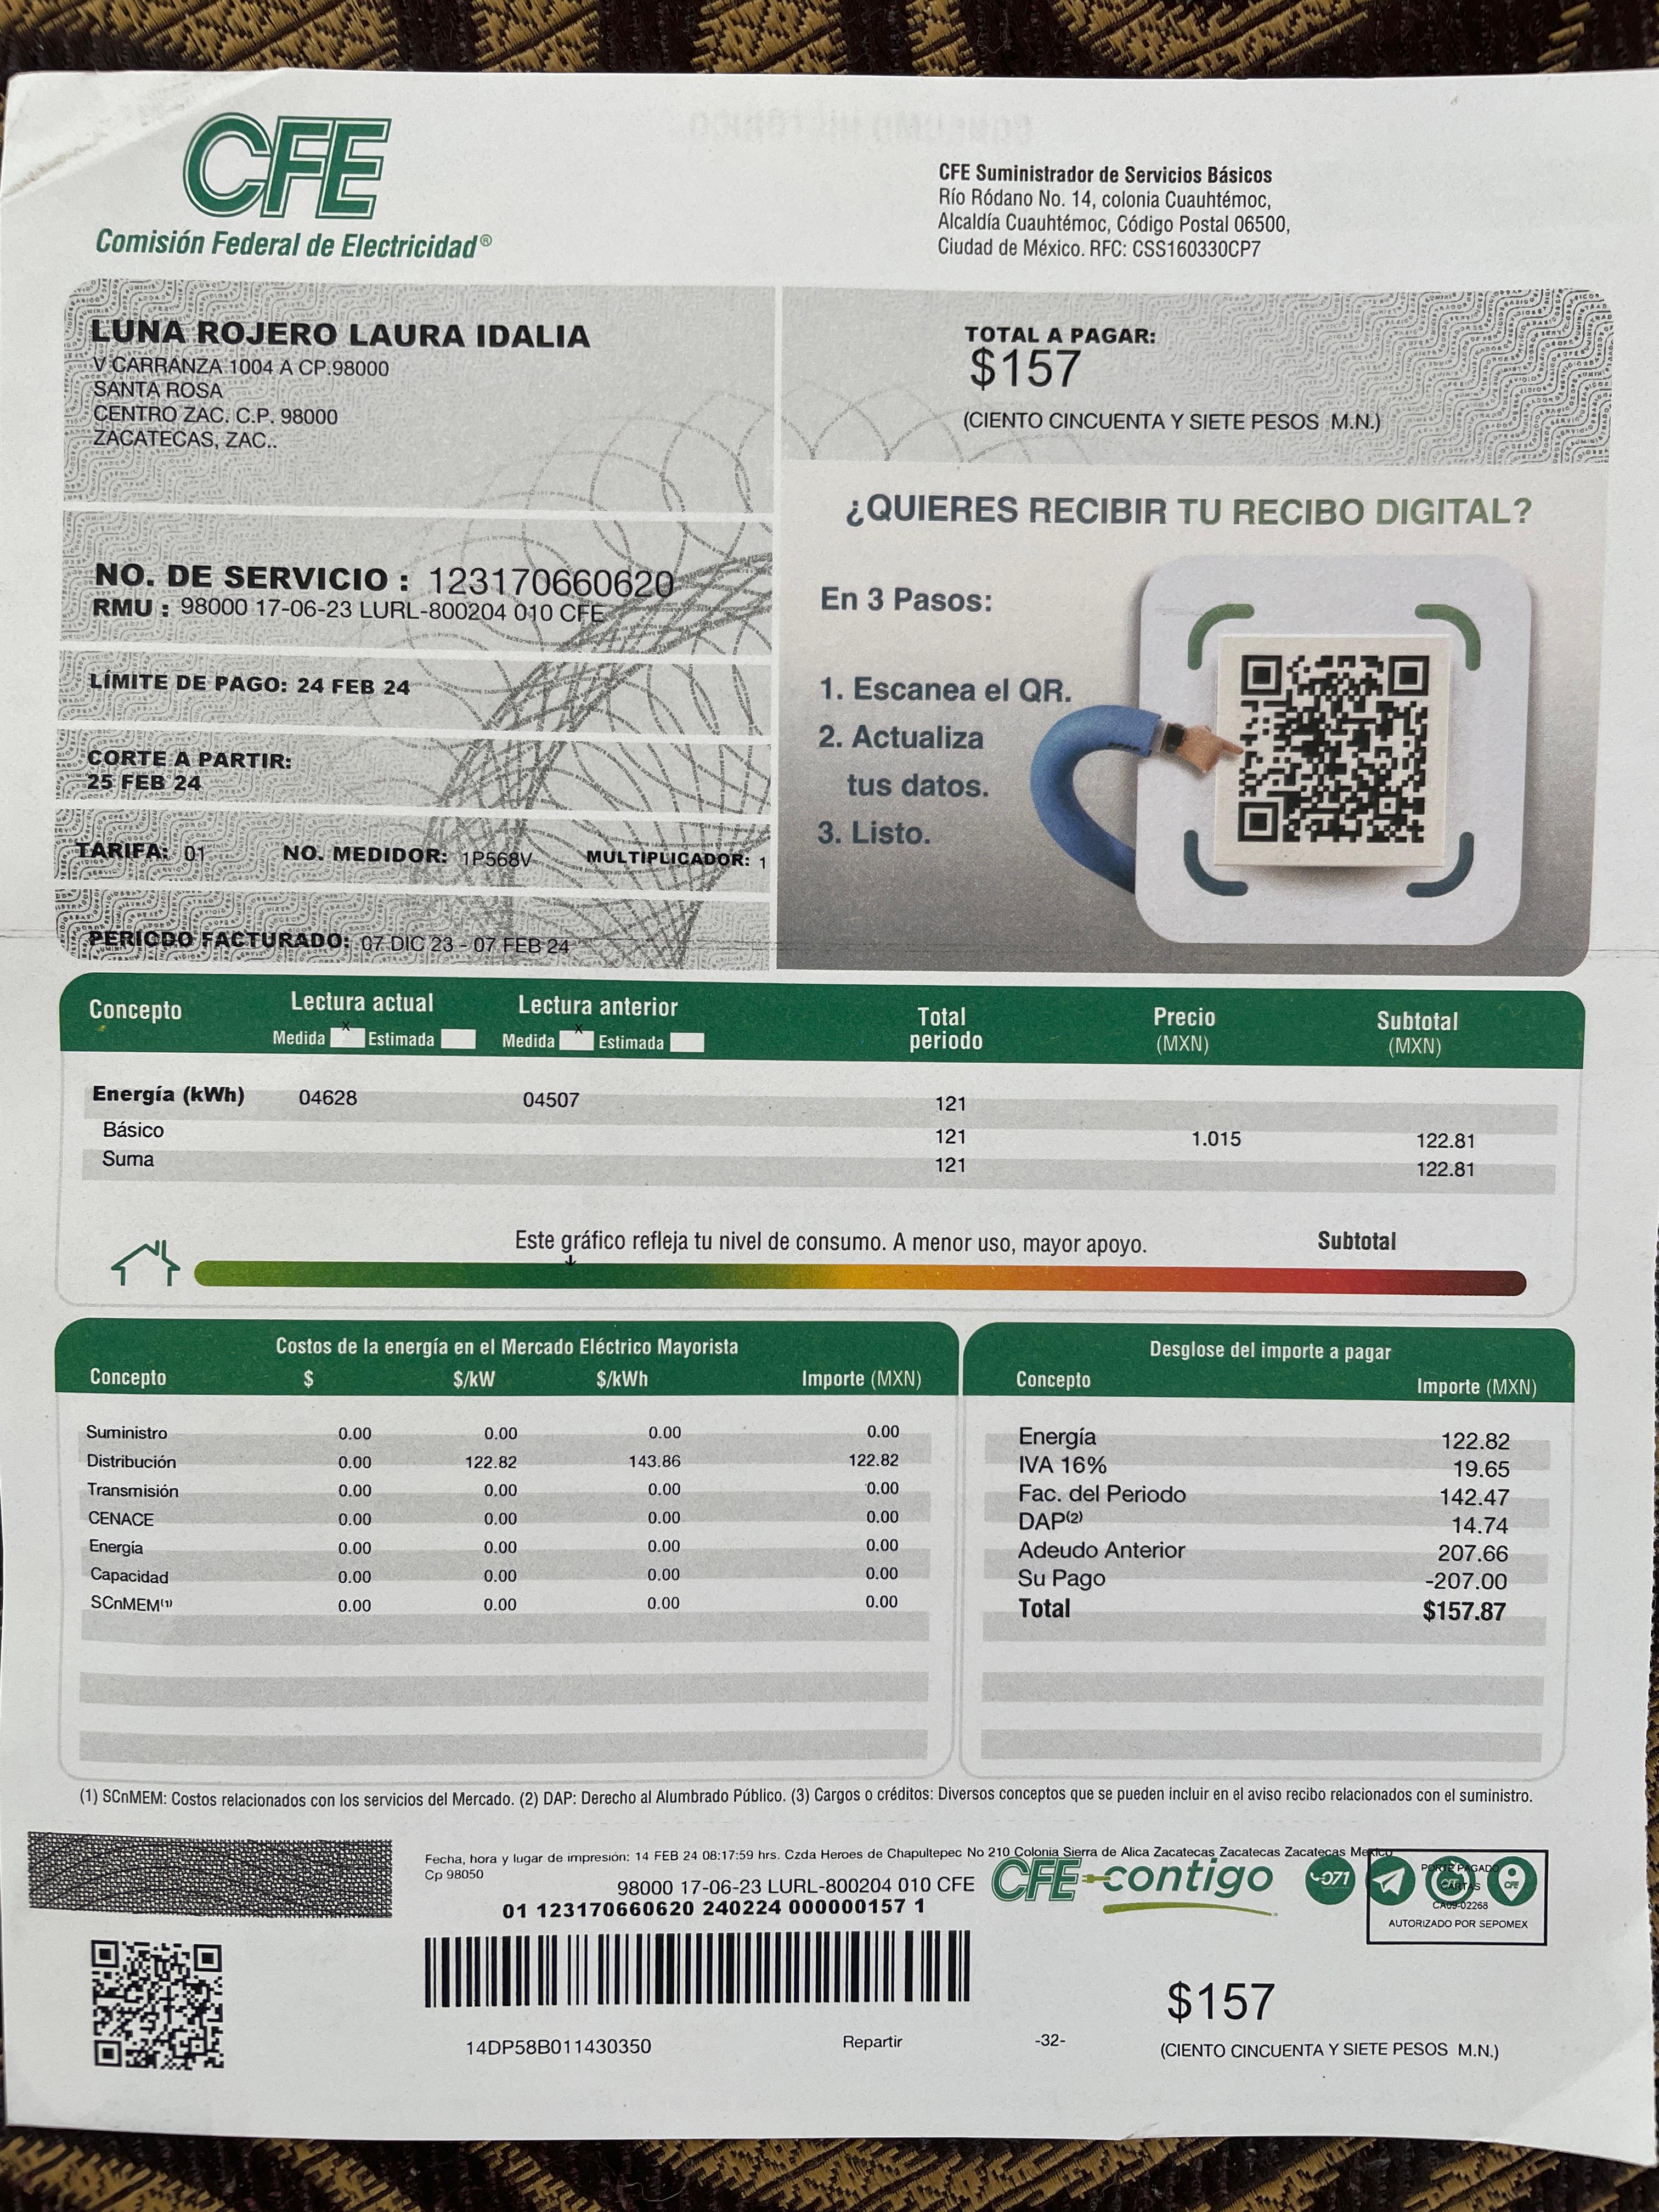 CFE
Comisión Federal de Electricidad®
CFE Suministrador de Servicios Básicos
Río Ródano No. 14, colonia Cuauhtémoc,
Alcaldía Cuauhtémoc, Código Postal 06500,
Ciudad de México. RFC: CSS160330CP7
LUNA ROJERO LAURA IDALIA
V CARRANZA 1004 A CP.98000
SANTA ROSA
CENTRO ZAC. C.P. 98000
ZACATECAS, ZAC..
TOTAL A PAGAR:
$157
(CIENTO CINCUENTA Y SIETE PESOS M.N.)
NO. DE SERVICIO : 123170660620
RMU : 98000 17-06-23 LURL-800204 010 CFE
LÍMITE DE PAGO: 24 FEB 24
CORTE A PARTIR:
25 FEB 24
TARIFA: 01 NO. MEDIDOR: 1P568V MULTIPLICADOR: 1
PERIODO FACTURADO: 07 DIC 23 - 07 FEB 24
¿QUIERES RECIBIR TU RECIBO DIGITAL?
En 3 Pasos:
1. Escanea el QR.
2. Actualiza
tus datos.
3. Listo.
Concepto Lectura actual Lectura anterior Total periodo Precio (MXN) Subtotal (MXN)
Medida x Estimada Medida x Estimada
Energía (kWh) 04628 04507 121
Básico 121 1.015 122.81
Suma 121 122.81
Este gráfico refleja tu nivel de consumo. A menor uso, mayor apoyo. Subtotal
Costos de la energía en el Mercado Eléctrico Mayorista
Concepto $ $/kW $/kWh Importe (MXN)
Suministro 0.00 0.00 0.00 0.00
Distribución 0.00 122.82 143.86 122.82
Transmisión 0.00 0.00 0.00 0.00
CENACE 0.00 0.00 0.00 0.00
Energía 0.00 0.00 0.00 0.00
Capacidad 0.00 0.00 0.00 0.00
SCnMEM(1) 0.00 0.00 0.00 0.00
Desglose del importe a pagar
Concepto Importe (MXN)
Energía 122.82
IVA 16% 19.65
Fac. del Periodo 142.47
DAP(2) 14.74
Adeudo Anterior 207.66
Su Pago -207.00
Total $157.87
(1) SCnMEM: Costos relacionados con los servicios del Mercado. (2) DAP: Derecho al Alumbrado Público. (3) Cargos o créditos: Diversos conceptos que se pueden incluir en el aviso recibo relacionados con el suministro.
Fecha, hora y lugar de impresión: 14 FEB 24 08:17:59 hrs. Czda Heroes de Chapultepec No 210 Colonia Sierra de Alica Zacatecas Zacatecas Zacatecas Mexico
Cp 98050
98000 17-06-23 LURL-800204 010 CFE
01 123170660620 240224 000000157 1
CFE contigo
071
CFE
PORTE PAGADO
CARTAS
CA09-02268
AUTORIZADO POR SEPOMEX
$157
(CIENTO CINCUENTA Y SIETE PESOS M.N.)
14DP58B011430350 Repartir -32-